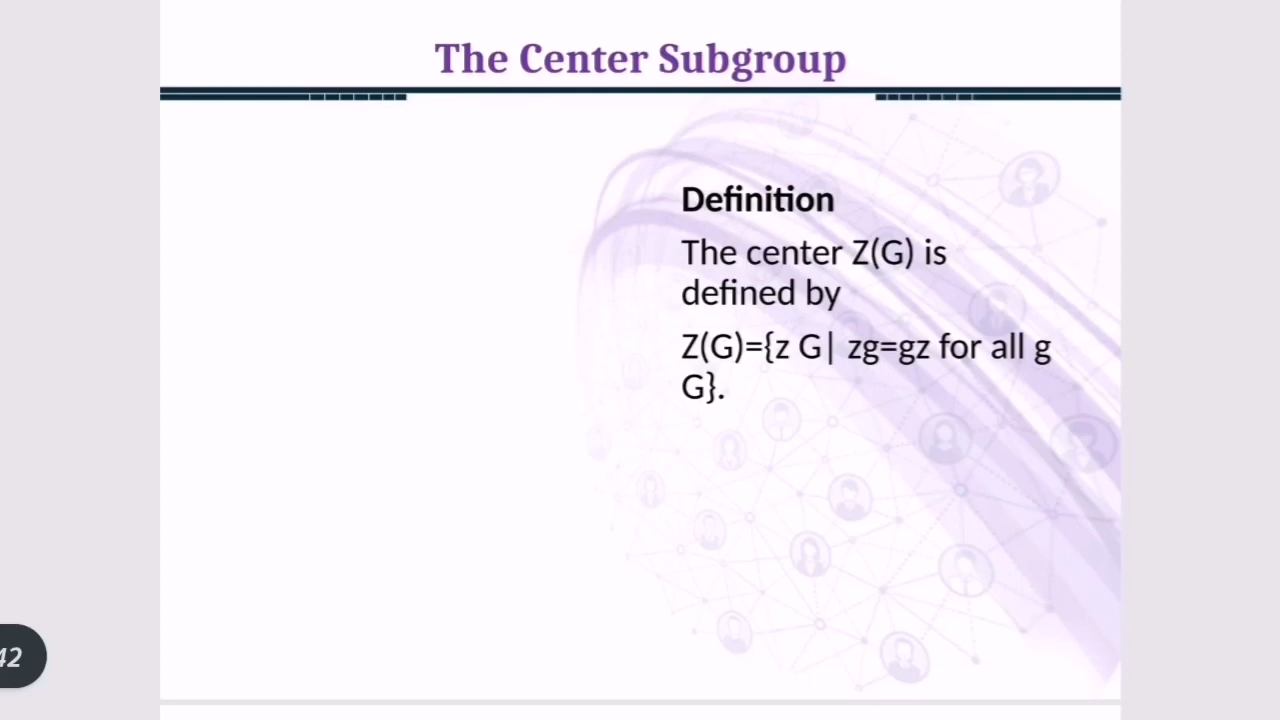 The Center Subgroup
Definition
The center Z(G) is
defined by
Z(G)={z G| zg=gz for all g
G}.
42